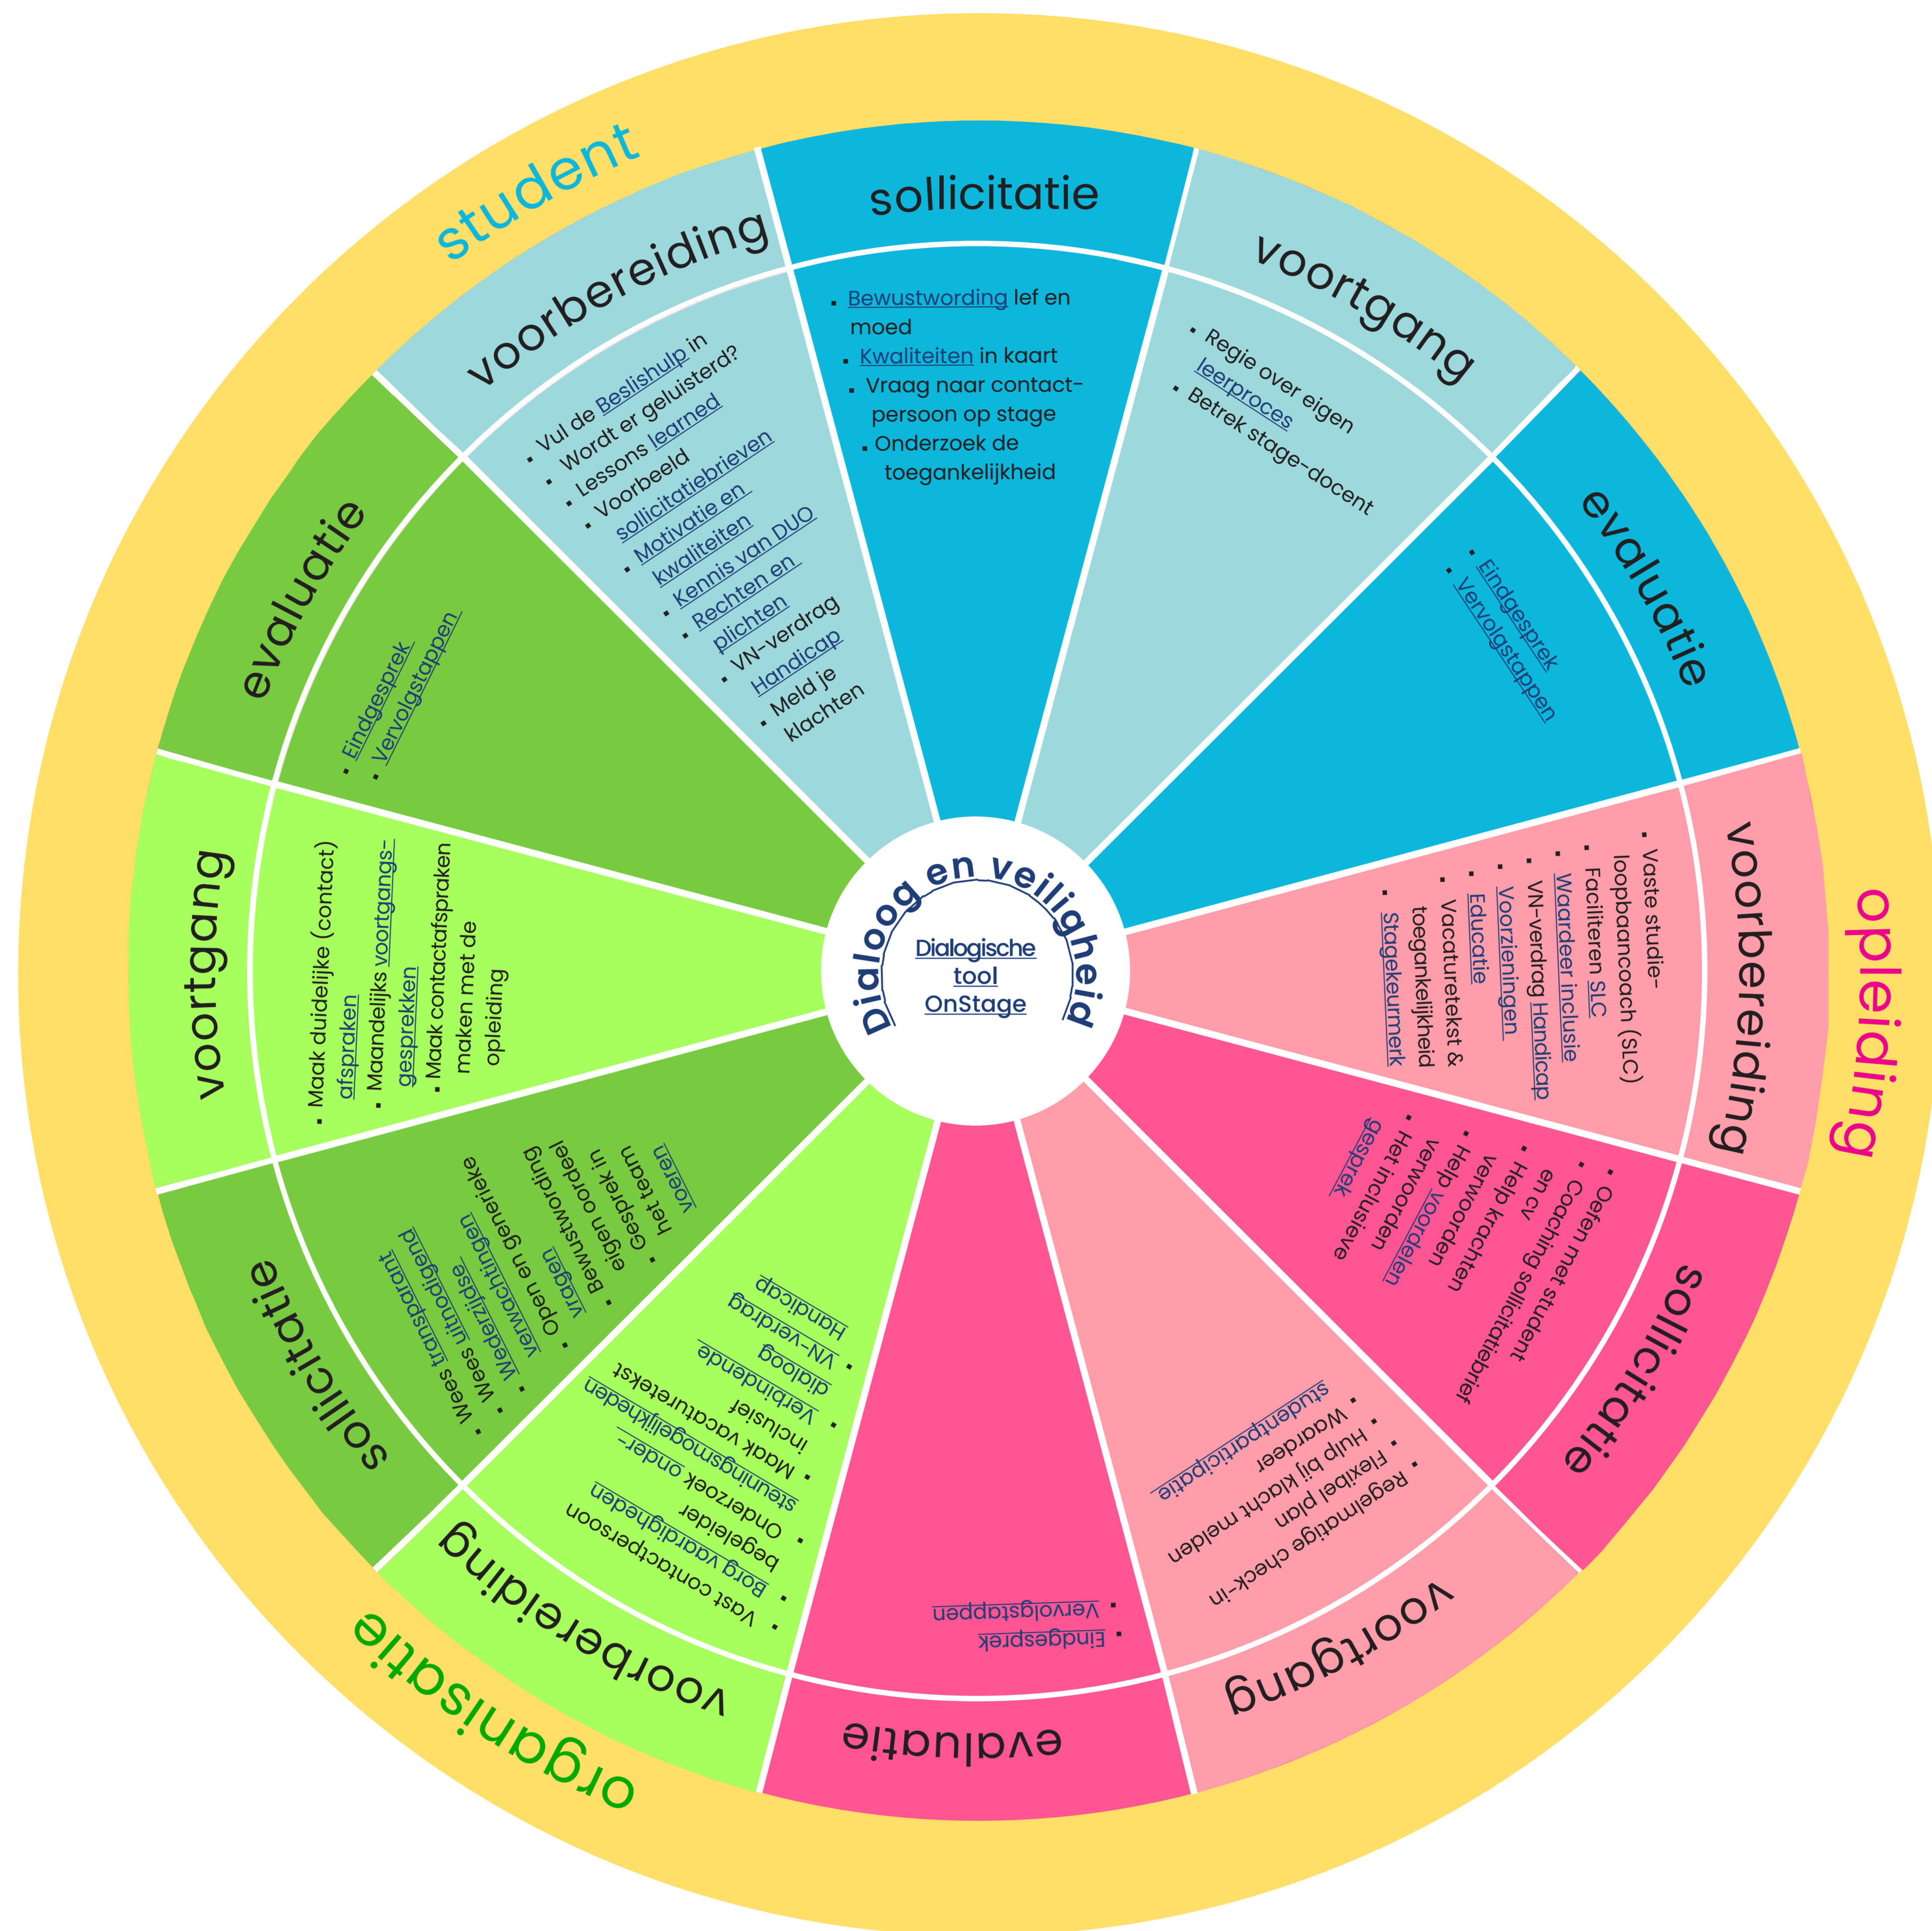 student
voorbereiding
Vul de Beslishulp in
Wordt er geluisterd?
Lessons learned
Voorbeeld
sollicitatiebrieven
Motivatie en
kwaliteiten
Kennis van DUO
Rechten en
plichten
VN-verdrag
Handicap
Meld je
klachten
sollicitatie
Bewustwording lef en
moed
Kwaliteiten in kaart
Vraag naar contact-
persoon op stage
Onderzoek de
toegankelijkheid
voortgang
Regie over eigen
leerproces
Betrek stage-docent
evaluatie
Eindgesprek
Vervolgstappen
opleiding
voorbereiding
Vaste studie-
loopbaancoach (SLC)
Faciliteren SLC
Waardeer inclusie
VN-verdrag Handicap
Voorzieningen
Educatie
Vacaturetekst &
toegankelijkheid
Stagekeurmerk
sollicitatie
Oefen met student
Coaching sollicitatiebrief
en cv
Help krachten
verwoorden
Help voordelen
verwoorden
Het inclusieve
gesprek
voortgang
Regelmatige check-in
Flexibel plan
Hulp bij klacht melden
Waardeer
studentparticipatie
evaluatie
Eindgesprek
Vervolgstappen
organisatie
voorbereiding
Vast contactpersoon
Borg vaardigheden
begeleider
Onderzoek onder-
steuningsmogelijkheden
Maak vacaturetekst
inclusief
Verbindende
dialoog
VN-verdrag
Handicap
sollicitatie
Wees transparant
Wees uitnodigend
Wederzijdse
verwachtingen
Open en generieke
vragen
Bewustwording
eigen oordeel
Gesprek in
het team
voeren
voortgang
Maak duidelijke (contact)
afspraken
Maandelijks voortgangs-
gesprekken
Maak contactafspraken
maken met de
opleiding
evaluatie
Eindgesprek
Vervolgstappen
Dialoog en veiligheid
Dialogische
tool
OnStage